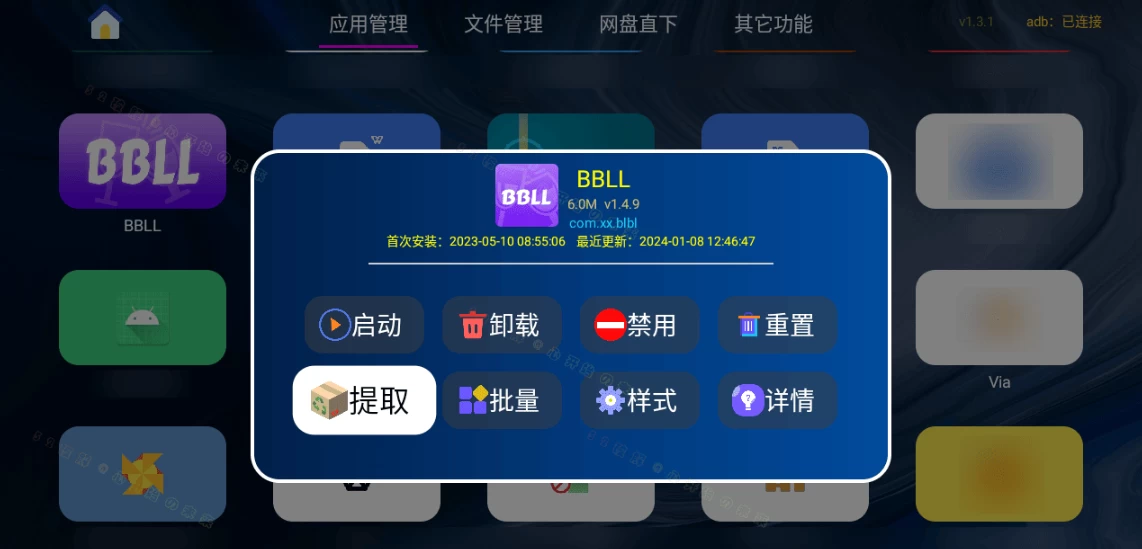 应用管理 文件管理 网盘直下 其它功能 v1.3.1 adb：已连接
BBLL
BBLL
BBLL
BBLL
6.0M v1.4.9
com.xx.blbl
首次安装：2023-05-10 08:55:06 最近更新：2024-01-08 12:46:47
启动 卸载 禁用 重置
提取 批量 样式 详情
Via